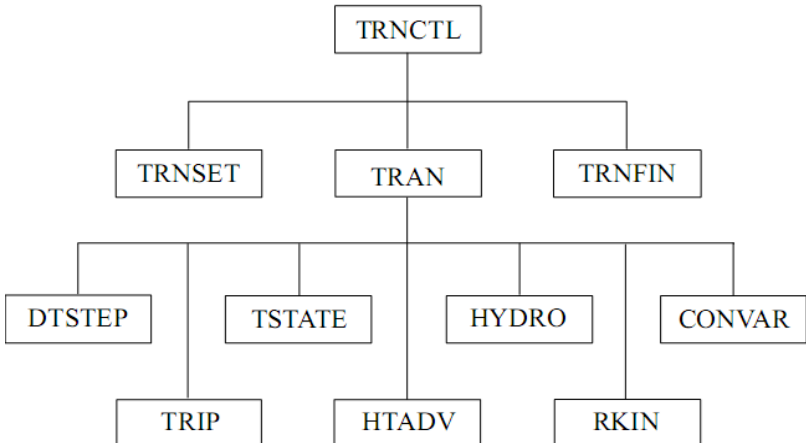 TRNCTL
TRNSET TRAN TRNFIN
DTSTEP TSTATE HYDRO CONVAR
TRIP HTADV RKIN